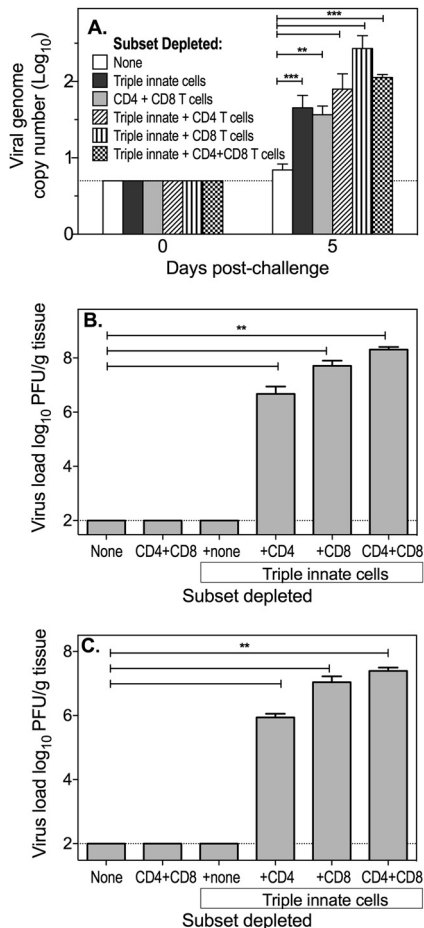 A.
Subset Depleted:
None
Triple innate cells
CD4 + CD8 T cells
Triple innate + CD4 T cells
Triple innate + CD8 T cells
Triple innate + CD4+CD8 T cells
***
**
***
Viral genome
copy number (Log10)
2
1
0
0 5
Days post-challenge
B.
**
Virus load log10 PFU/g tissue
8
6
4
2
None CD4+CD8 +none +CD4 +CD8 CD4+CD8
Triple innate cells
Subset depleted
C.
**
Virus load log10 PFU/g tissue
8
6
4
2
None CD4+CD8 +none +CD4 +CD8 CD4+CD8
Triple innate cells
Subset depleted